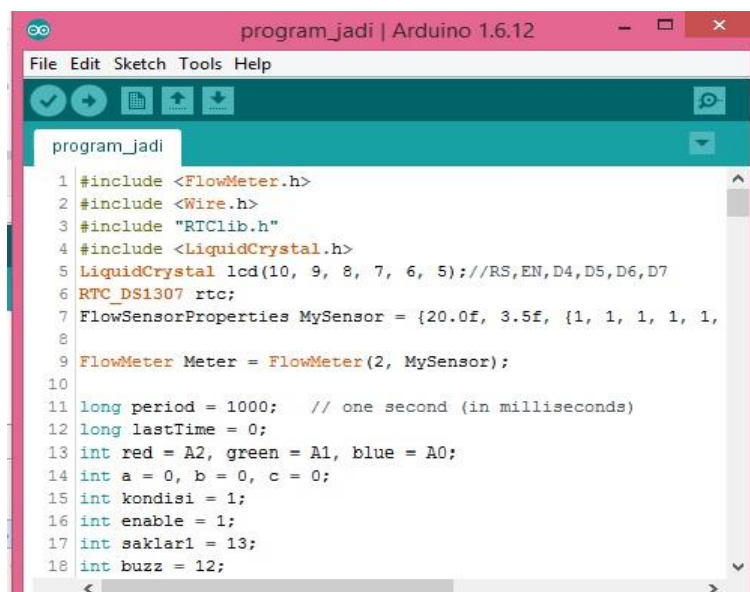 program_jadi | Arduino 1.6.12
File Edit Sketch Tools Help
program_jadi
1 #include <FlowMeter.h>
2 #include <Wire.h>
3 #include "RTClib.h"
4 #include <LiquidCrystal.h>
5 LiquidCrystal lcd(10, 9, 8, 7, 6, 5);//RS,EN,D4,D5,D6,D7
6 RTC_DS1307 rtc;
7 FlowSensorProperties MySensor = {20.0f, 3.5f, {1, 1, 1, 1, 1,
8
9 FlowMeter Meter = FlowMeter(2, MySensor);
10
11 long period = 1000;   // one second (in milliseconds)
12 long lastTime = 0;
13 int red = A2, green = A1, blue = A0;
14 int a = 0, b = 0, c = 0;
15 int kondisi = 1;
16 int enable = 1;
17 int saklar1 = 13;
18 int buzz = 12;